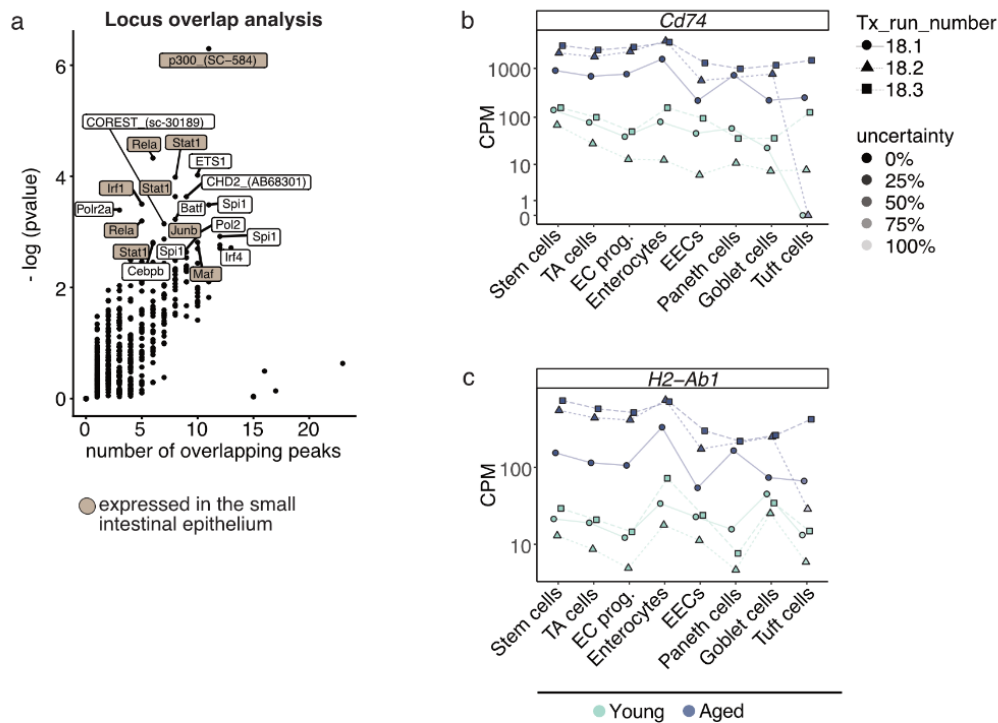 a
Locus overlap analysis
- log (pvalue)
6
4
2
0
p300_(SC-584)
COREST_(sc-30189)
Rela
Stat1
ETS1
Irf1
Stat1
CHD2_(AB68301)
Polr2a
Batf
Spi1
Rela
Junb
Pol2
Stat1
Spi1
Spi1
Cebpb
Maf
Irf4
0
5
10
15
20
number of overlapping peaks
expressed in the small
intestinal epithelium
b
Cd74
CPM
1000
100
10
1
0
Stem cells
TA cells
EC prog.
Enterocytes
EECs
Paneth cells
Goblet cells
Tuft cells
Tx_run_number
18.1
18.2
18.3
uncertainty
0%
25%
50%
75%
100%
c
H2-Ab1
CPM
100
10
Stem cells
TA cells
EC prog.
Enterocytes
EECs
Paneth cells
Goblet cells
Tuft cells
Young
Aged